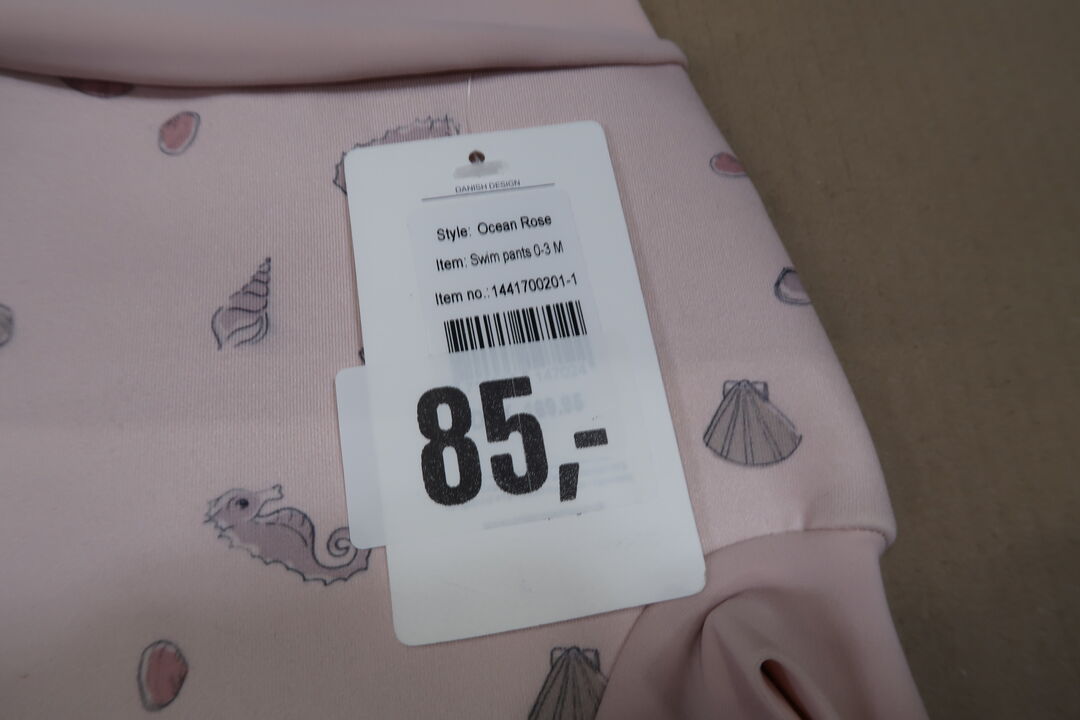 DANISH DESIGN
Style: Ocean Rose
Item: Swim pants 0-3 M
Item no.: 1441700201-1
85,-